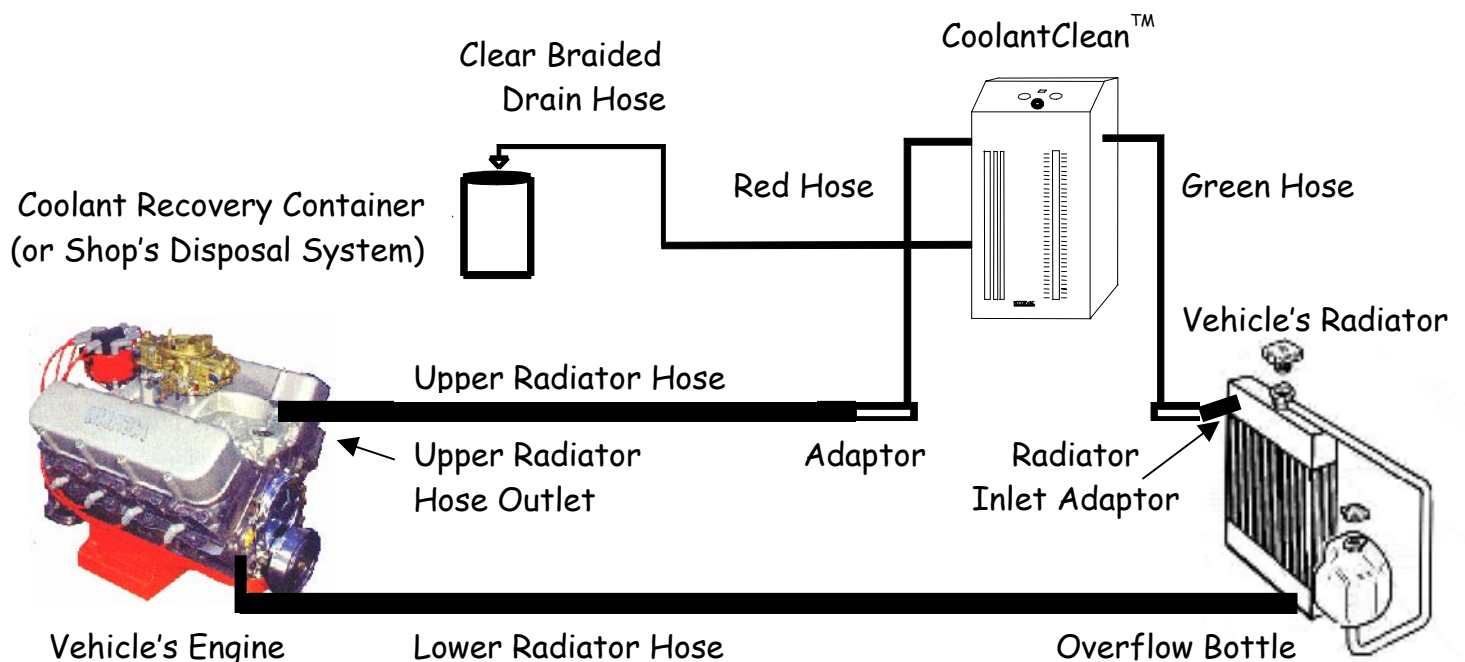 CoolantClean™
Clear Braided
Drain Hose
Red Hose
Green Hose
Coolant Recovery Container
(or Shop's Disposal System)
Vehicle's Radiator
Upper Radiator Hose
Upper Radiator
Hose Outlet
Adaptor
Radiator
Inlet Adaptor
Vehicle's Engine
Lower Radiator Hose
Overflow Bottle